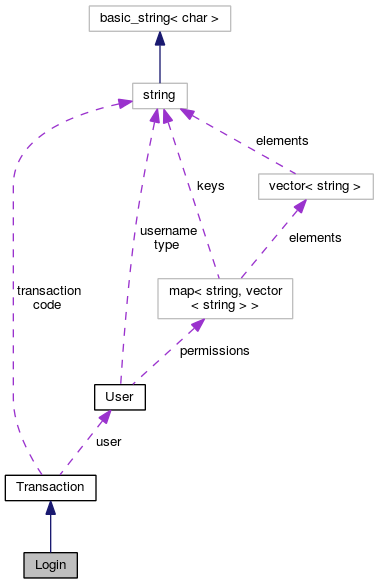 basic_string< char >
string
elements
vector< string >
keys
username
type
elements
transaction
code
map< string, vector
< string > >
permissions
User
user
Transaction
Login